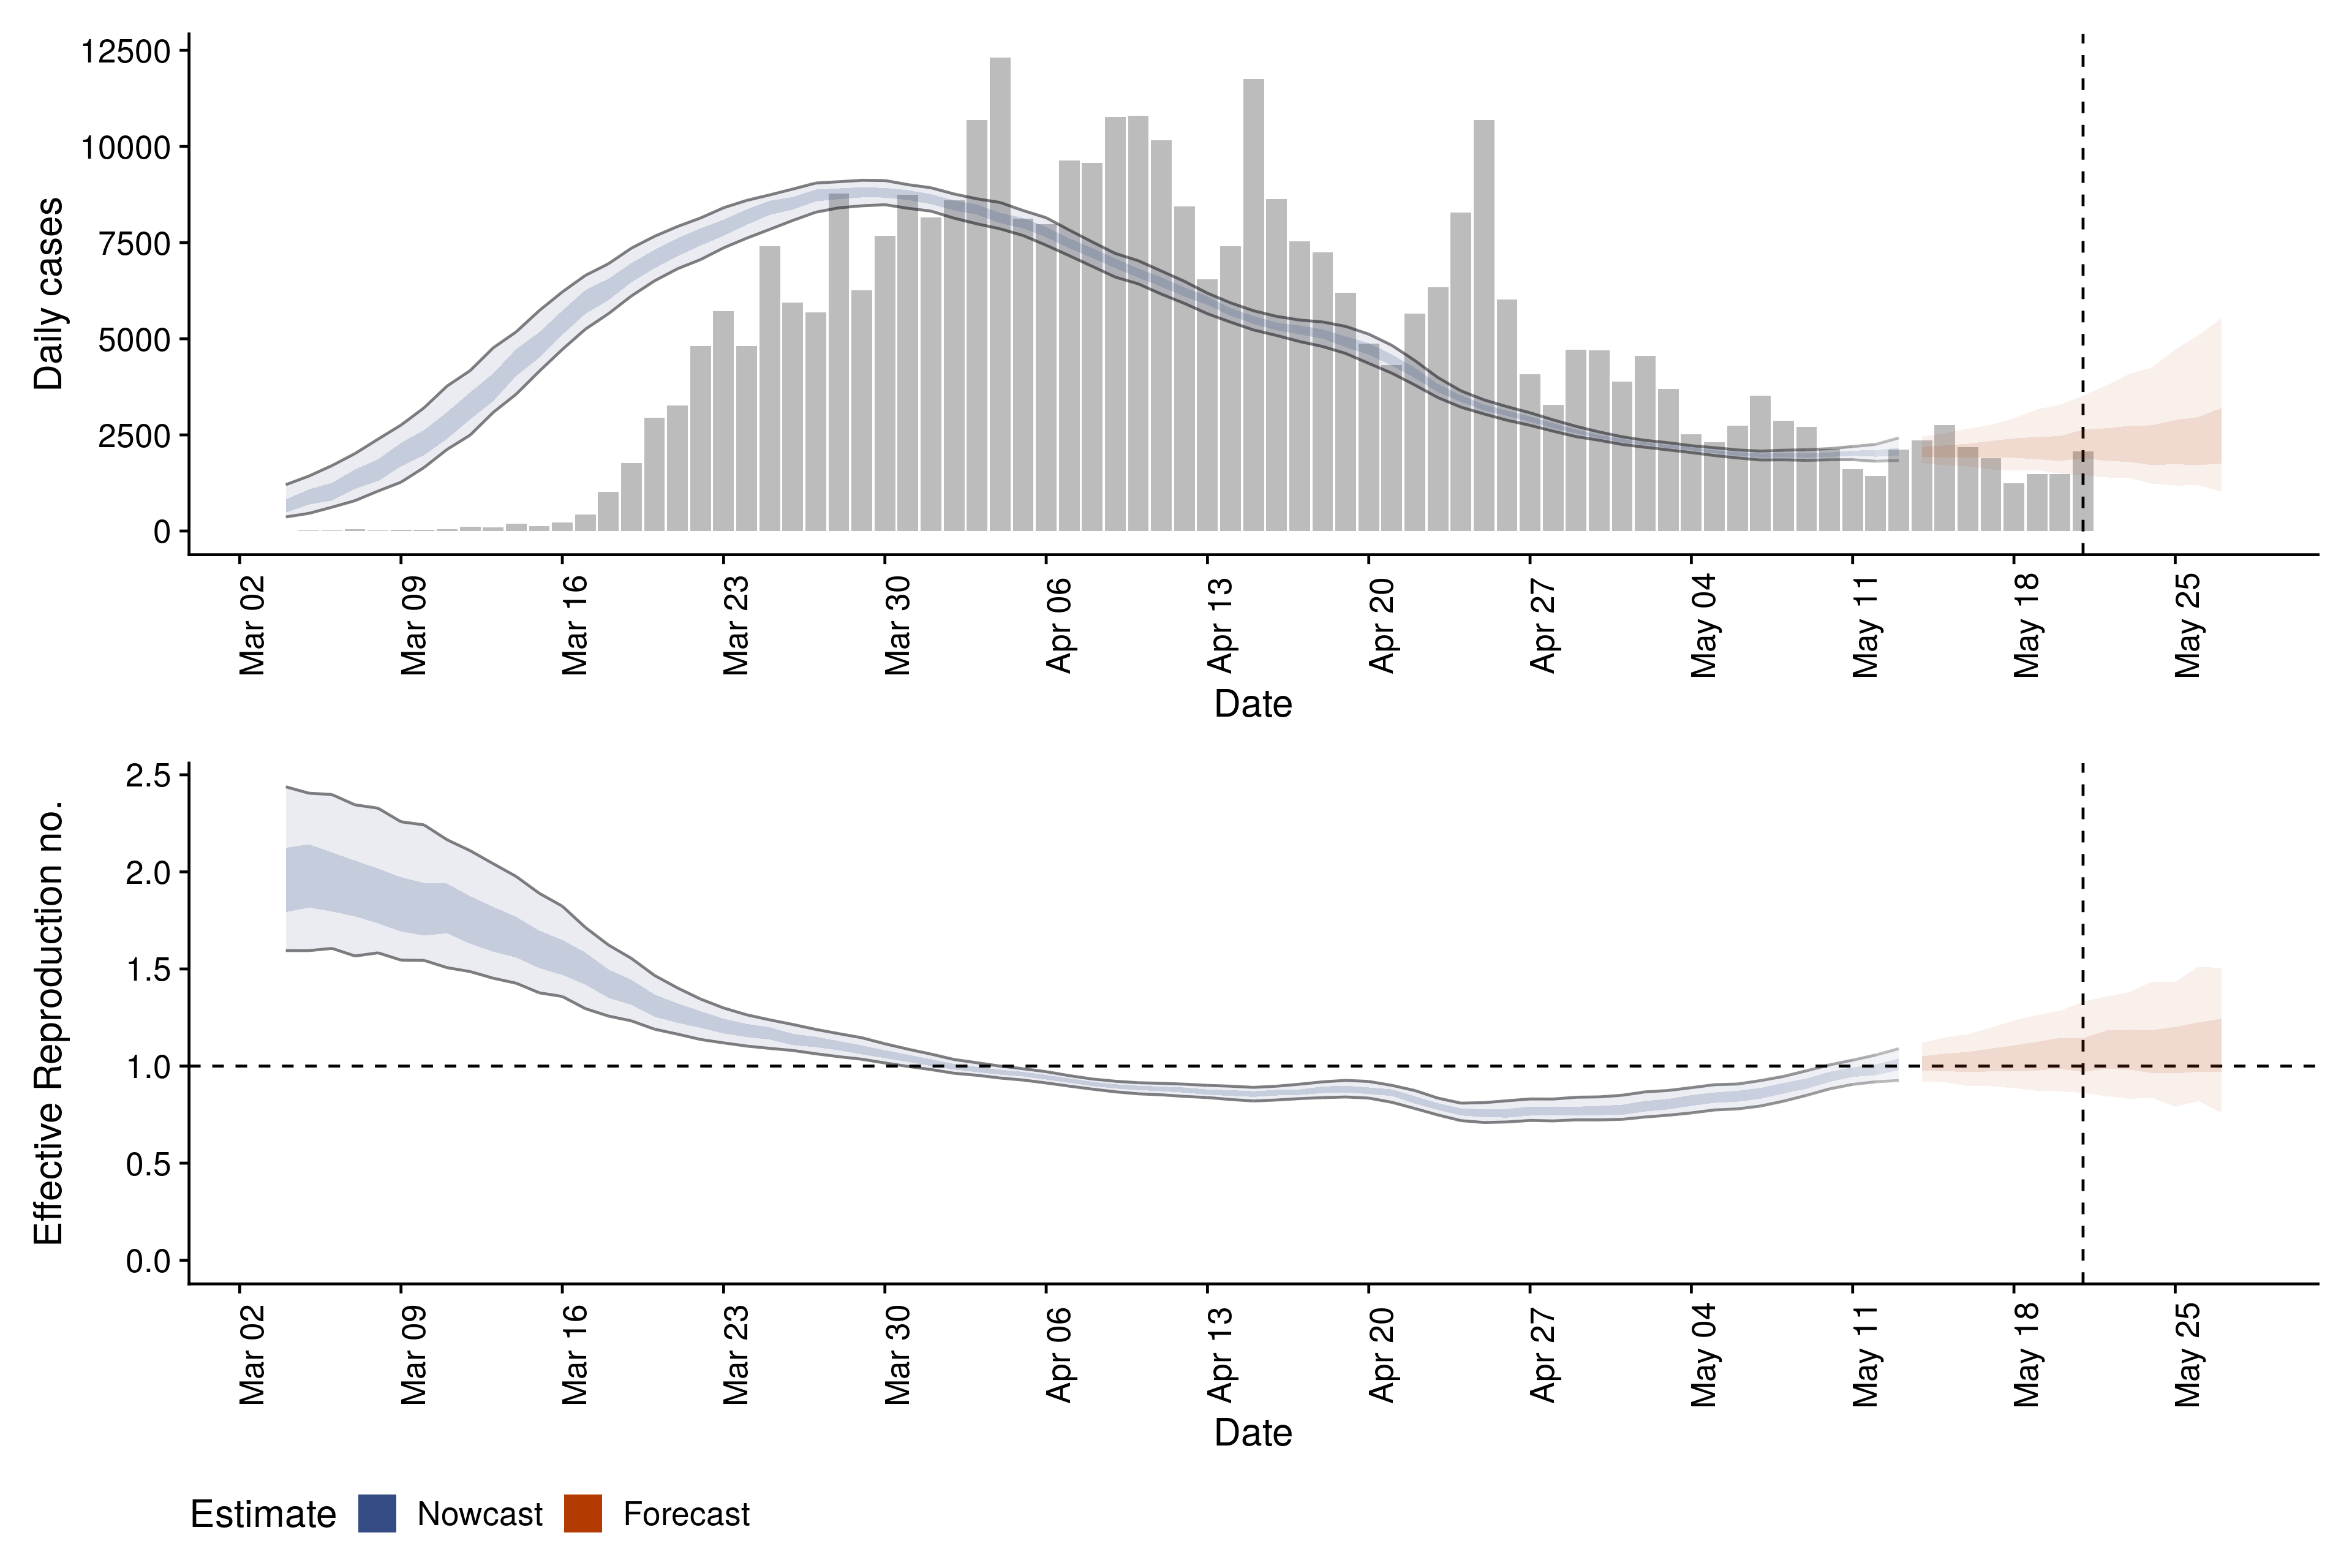 12500
10000
7500
5000
2500
0
Daily cases
Mar 02 Mar 09 Mar 16 Mar 23 Mar 30 Apr 06 Apr 13 Apr 20 Apr 27 May 04 May 11 May 18 May 25
Date
2.5
2.0
1.5
1.0
0.5
0.0
Effective Reproduction no.
Mar 02 Mar 09 Mar 16 Mar 23 Mar 30 Apr 06 Apr 13 Apr 20 Apr 27 May 04 May 11 May 18 May 25
Date
Estimate Nowcast Forecast